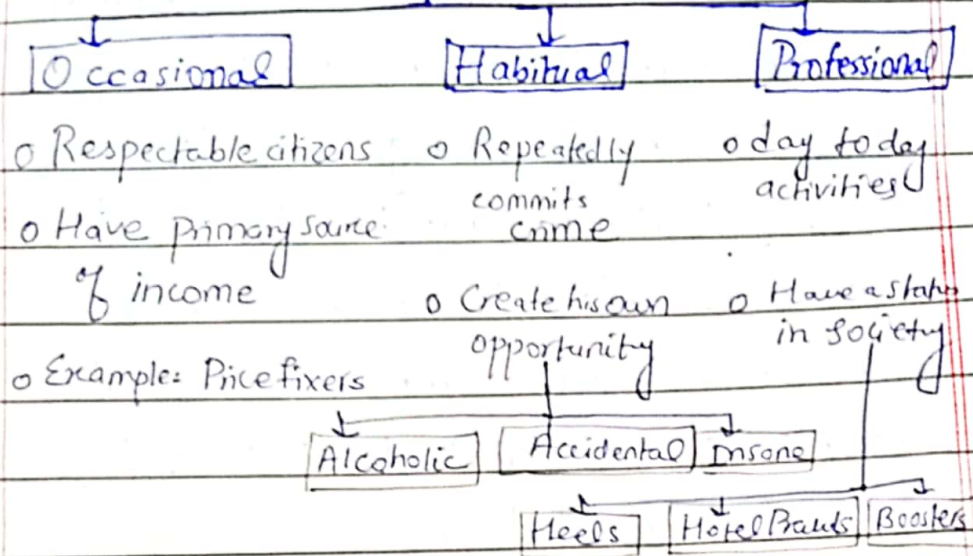 Occasional Habitual Professional
o Respectable citizens o Repeatedly o day to day
commits activities
o Have primary source crime
of income o Create his own o Have a status
opportunity in society
o Example: Price fixers
Alcoholic Accidental Insane
Heels Hotel Boosters